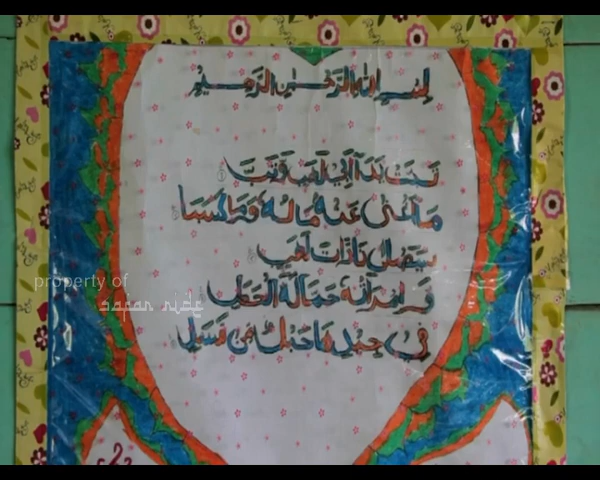 بسم الله الرحمن الرحيم
تبت يدا أبي لهب وتب
ما أغنى عنه ماله وما كسب
سيصلى ذات لهب
وامرأته حمالة الحطب
في جيدها حبل من مسد
property of